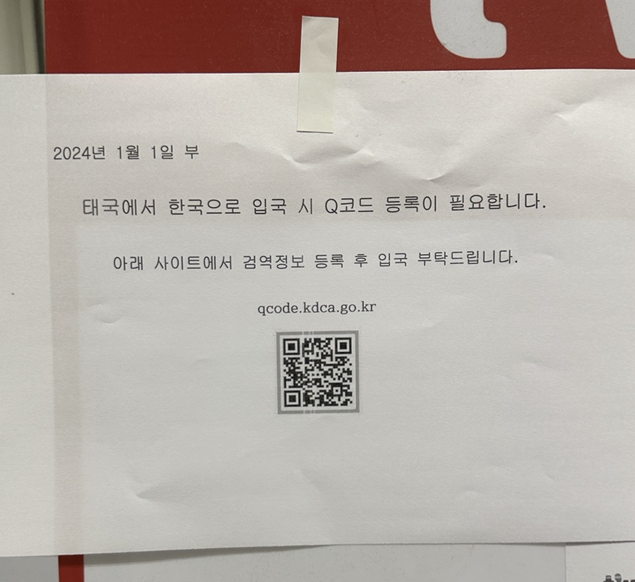 2024년 1월 1일 부
태국에서 한국으로 입국 시 Q코드 등록이 필요합니다.
아래 사이트에서 검역정보 등록 후 입국 부탁드립니다.
qcode.kdca.go.kr